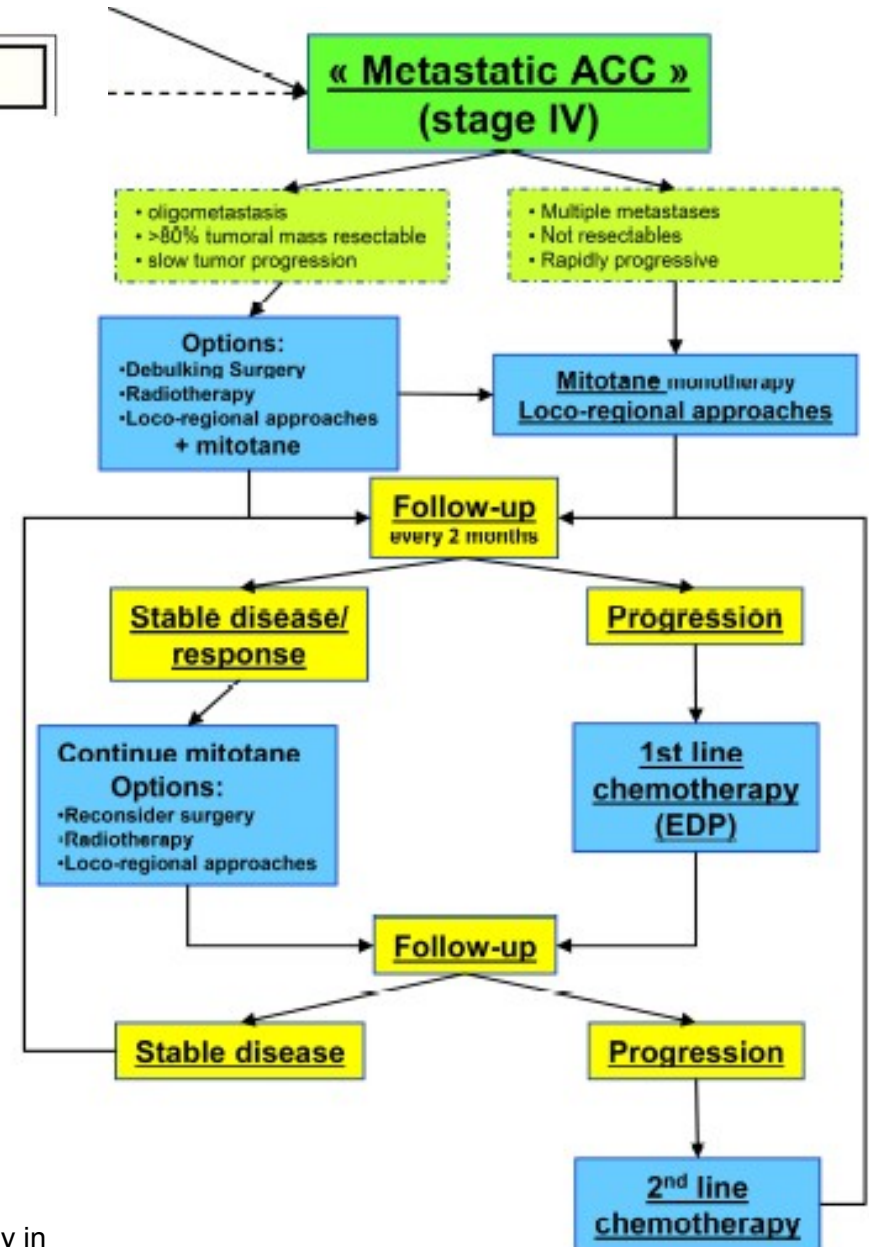 « Metastatic ACC »
(stage IV)
• oligometastasis
• >80% tumoral mass resectable
• slow tumor progression
• Multiple metastases
• Not resectables
• Rapidly progressive
Options:
•Debulking Surgery
•Radiotherapy
•Loco-regional approaches
+ mitotane
Mitotane monotherapy
Loco-regional approaches
Follow-up
every 2 months
Stable disease/
response
Progression
Continue mitotane
Options:
•Reconsider surgery
•Radiotherapy
•Loco-regional approaches
1st line
chemotherapy
(EDP)
Follow-up
Stable disease
Progression
2nd line
chemotherapy
y in